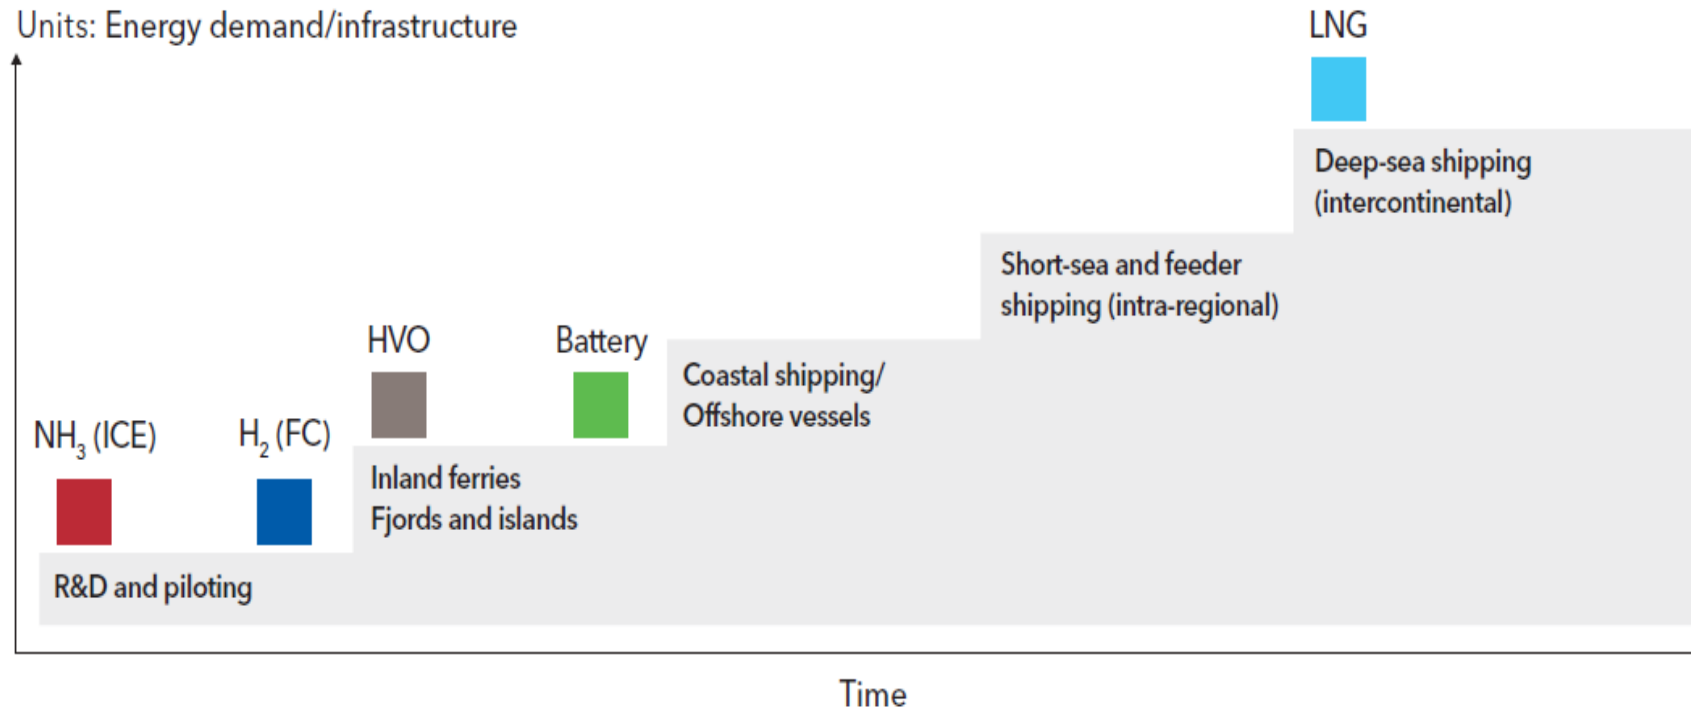 Units: Energy demand/infrastructure
LNG
Deep-sea shipping
(intercontinental)
Short-sea and feeder
shipping (intra-regional)
HVO
Battery
Coastal shipping/
Offshore vessels
NH₃ (ICE)
H₂ (FC)
Inland ferries
Fjords and islands
R&D and piloting
Time